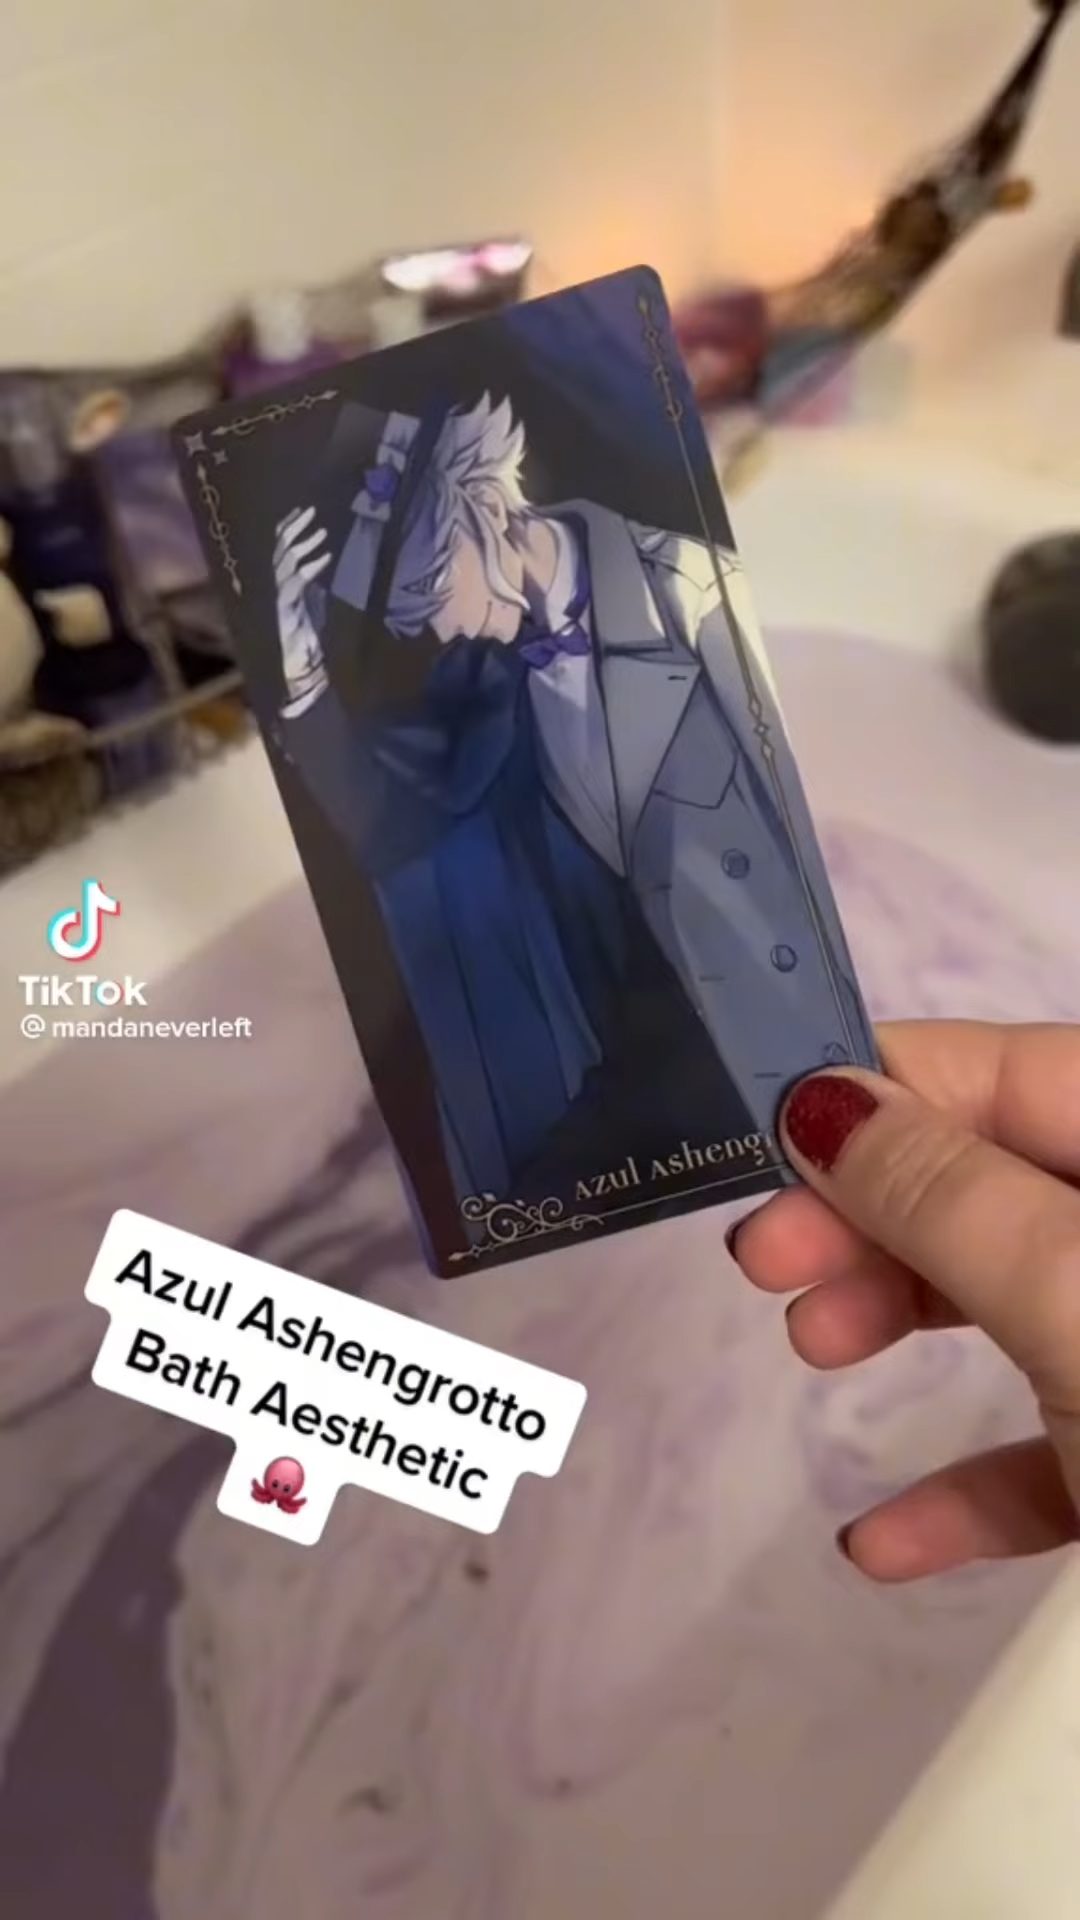 Azul Asheng
TikTok
@mandaneverleft
Azul Ashengrotto
Bath Aesthetic